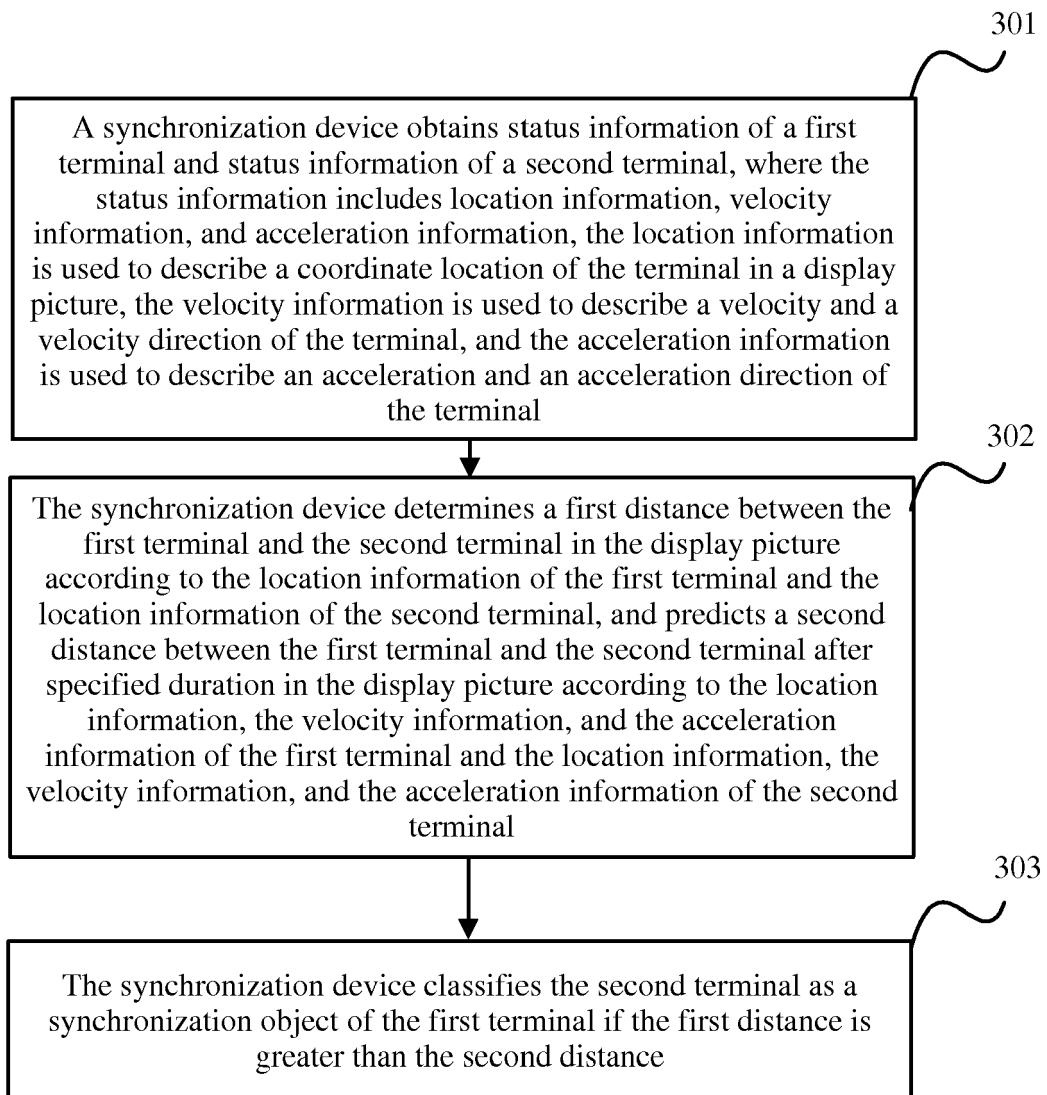 301
A synchronization device obtains status information of a first
terminal and status information of a second terminal, where the
status information includes location information, velocity
information, and acceleration information, the location information
is used to describe a coordinate location of the terminal in a display
picture, the velocity information is used to describe a velocity and a
velocity direction of the terminal, and the acceleration information
is used to describe an acceleration and an acceleration direction of
the terminal
302
The synchronization device determines a first distance between the
first terminal and the second terminal in the display picture
according to the location information of the first terminal and the
location information of the second terminal, and predicts a second
distance between the first terminal and the second terminal after
specified duration in the display picture according to the location
information, the velocity information, and the acceleration
information of the first terminal and the location information, the
velocity information, and the acceleration information of the second
terminal
303
The synchronization device classifies the second terminal as a
synchronization object of the first terminal if the first distance is
greater than the second distance